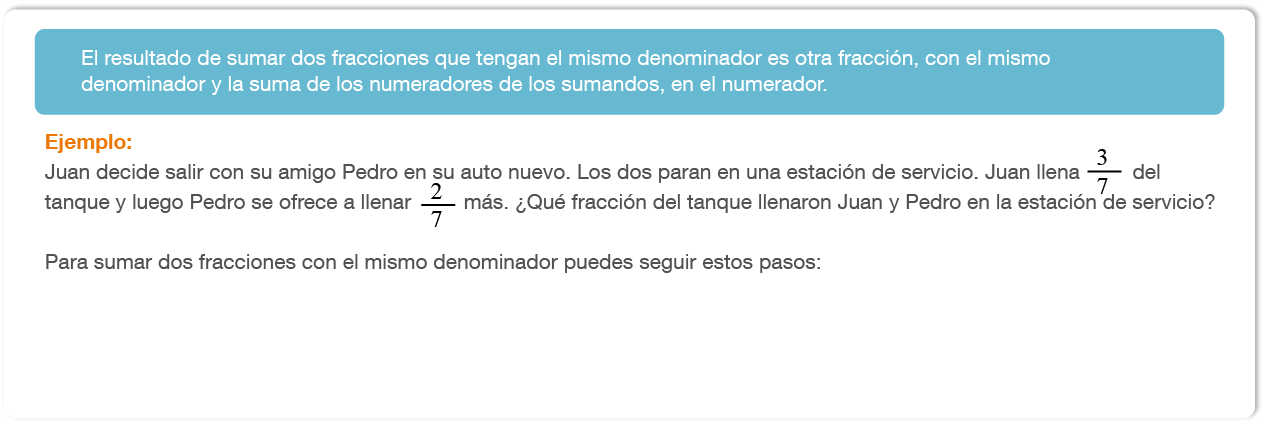 El resultado de sumar dos fracciones que tengan el mismo denominador es otra fracción, con el mismo
denominador y la suma de los numeradores de los sumandos, en el numerador.
Ejemplo:
Juan decide salir con su amigo Pedro en su auto nuevo. Los dos paran en una estación de servicio. Juan llena 3/7 del
tanque y luego Pedro se ofrece a llenar 2/7 más. ¿Qué fracción del tanque llenaron Juan y Pedro en la estación de servicio?
Para sumar dos fracciones con el mismo denominador puedes seguir estos pasos: